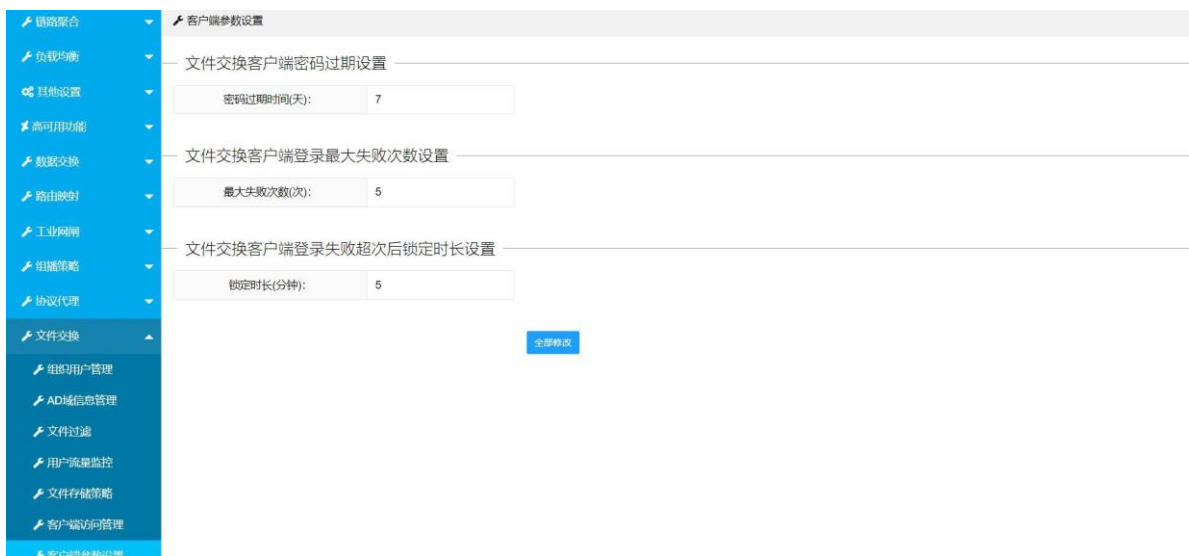 链路聚合
负载均衡
其他设置
高可用功能
数据交换
路由映射
工业网闸
组播策略
协议代理
文件交换
组织用户管理
AD域信息管理
文件过滤
用户流量监控
文件存储策略
客户端访问管理
客户端参数设置
客户端参数设置
文件交换客户端密码过期设置
密码过期时间(天): 7
文件交换客户端登录最大失败次数设置
最大失败次数(次): 5
文件交换客户端登录失败超次后锁定时长设置
锁定时长(分钟): 5
全部修改